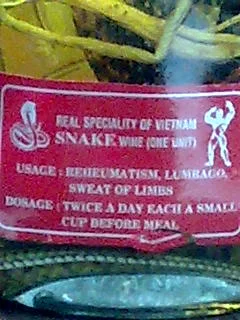 REAL SPECIALITY OF VIETNAM
SNAKE WINE (ONE UNIT)
USAGE : REHEUMATISM, LUMBAGO,
SWEAT OF LIMBS
DOSAGE : TWICE A DAY EACH A SMALL
CUP BEFORE MEAL